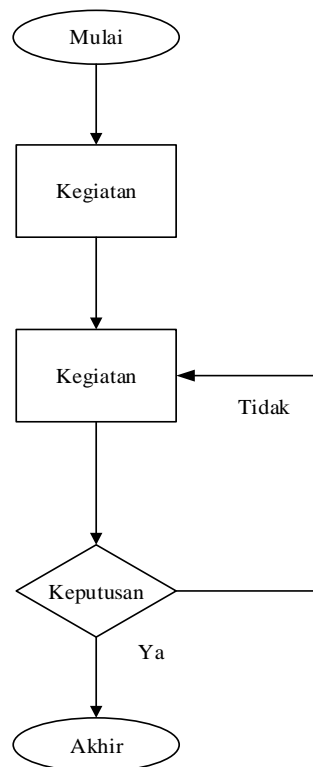 Mulai
Kegiatan
Kegiatan
Tidak
Keputusan
Ya
Akhir